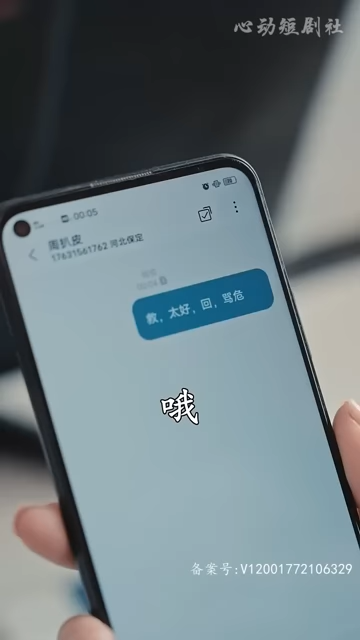 心动短剧社
00:05
周扒皮
17631561762 河北保定
救，太好，回，骂危
哦
备案号:V12001772106329